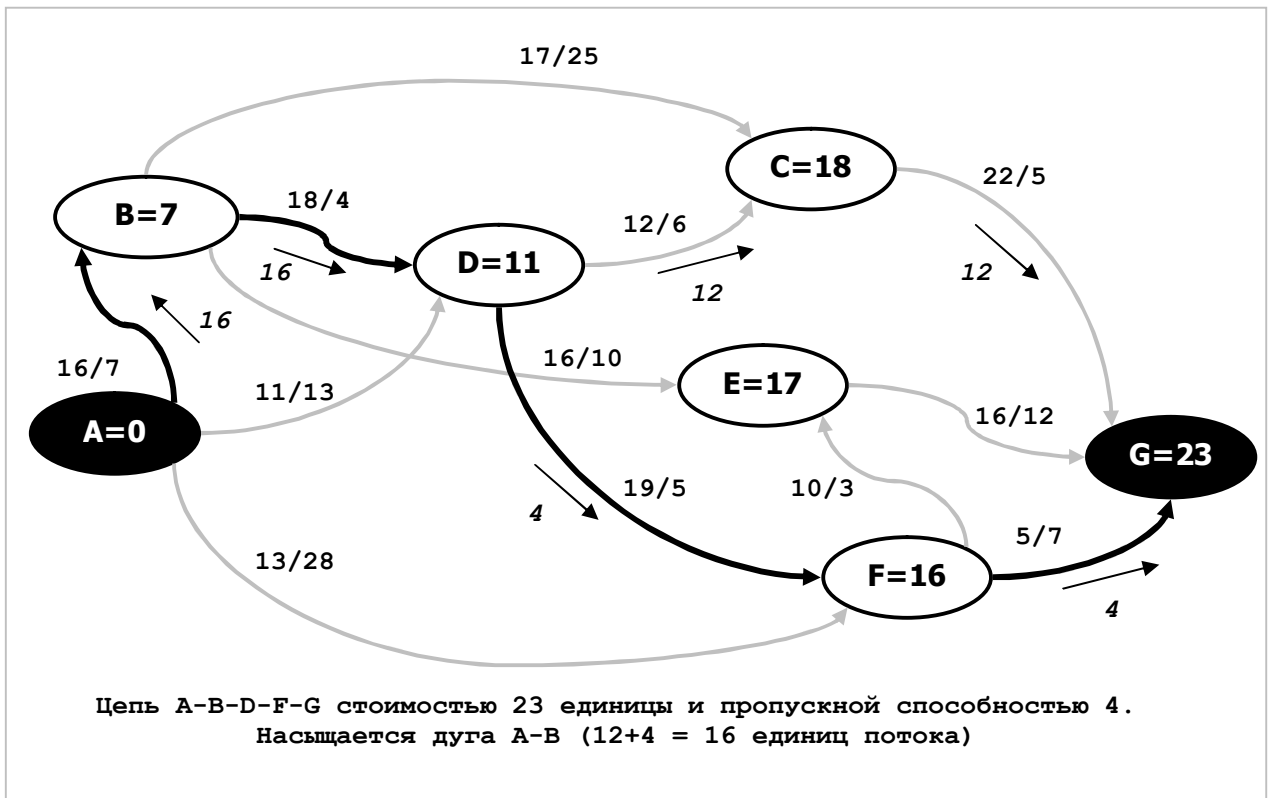 17/25
C=18
22/5
B=7
18/4
12/6
D=11
16
12
12
16
16/7
11/13
16/10
E=17
16/12
A=0
G=23
19/5
10/3
4
5/7
13/28
F=16
4
Цепь A-B-D-F-G стоимостью 23 единицы и пропускной способностью 4.
Насыщается дуга A-B (12+4 = 16 единиц потока)